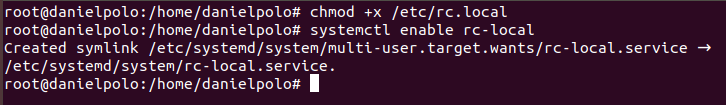 root@danielpolo:/home/danielpolo# chmod +x /etc/rc.local
root@danielpolo:/home/danielpolo# systemctl enable rc-local
Created symlink /etc/systemd/system/multi-user.target.wants/rc-local.service →
/etc/systemd/system/rc-local.service.
root@danielpolo:/home/danielpolo#